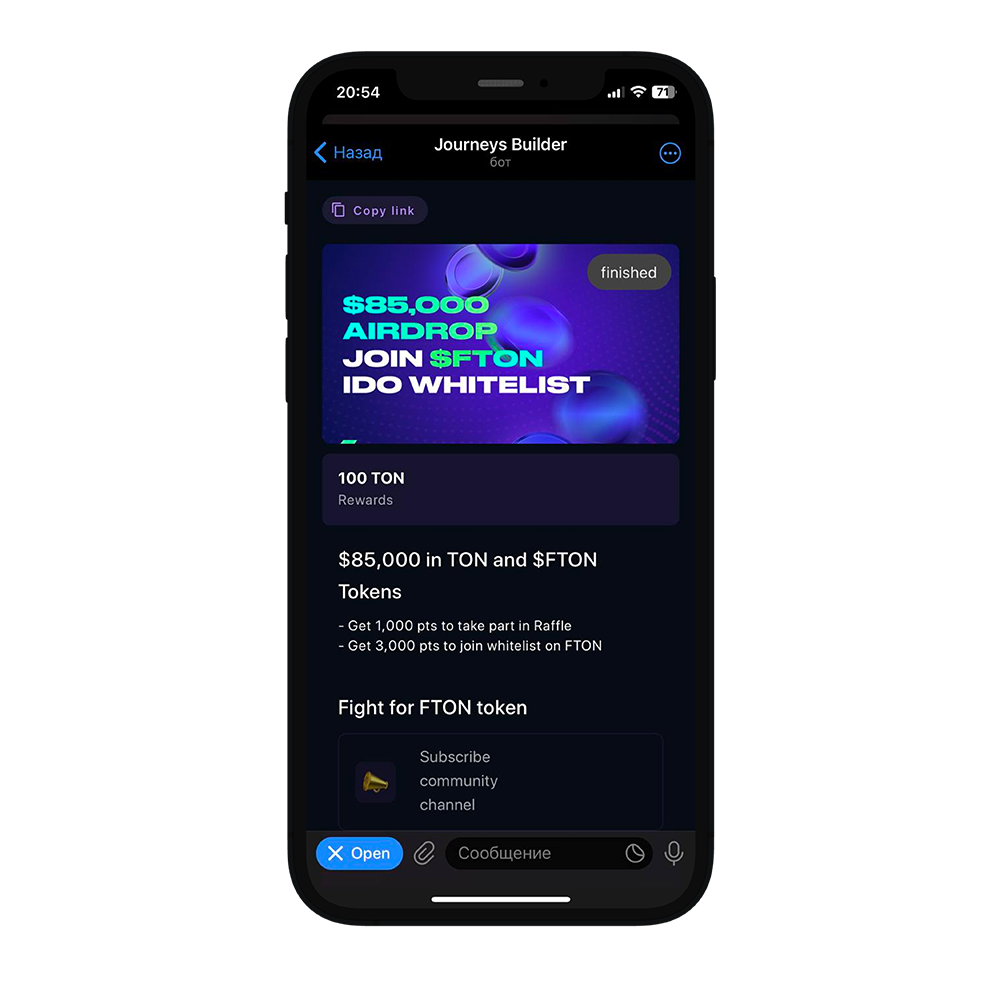 20:54
71
Назад
Journeys Builder
бот
Copy link
finished
$85,000
AIRDROP
JOIN $FTON
IDO WHITELIST
100 TON
Rewards
$85,000 in TON and $FTON
Tokens
- Get 1,000 pts to take part in Raffle
- Get 3,000 pts to join whitelist on FTON
Fight for FTON token
Subscribe
community
channel
Open
Сообщение